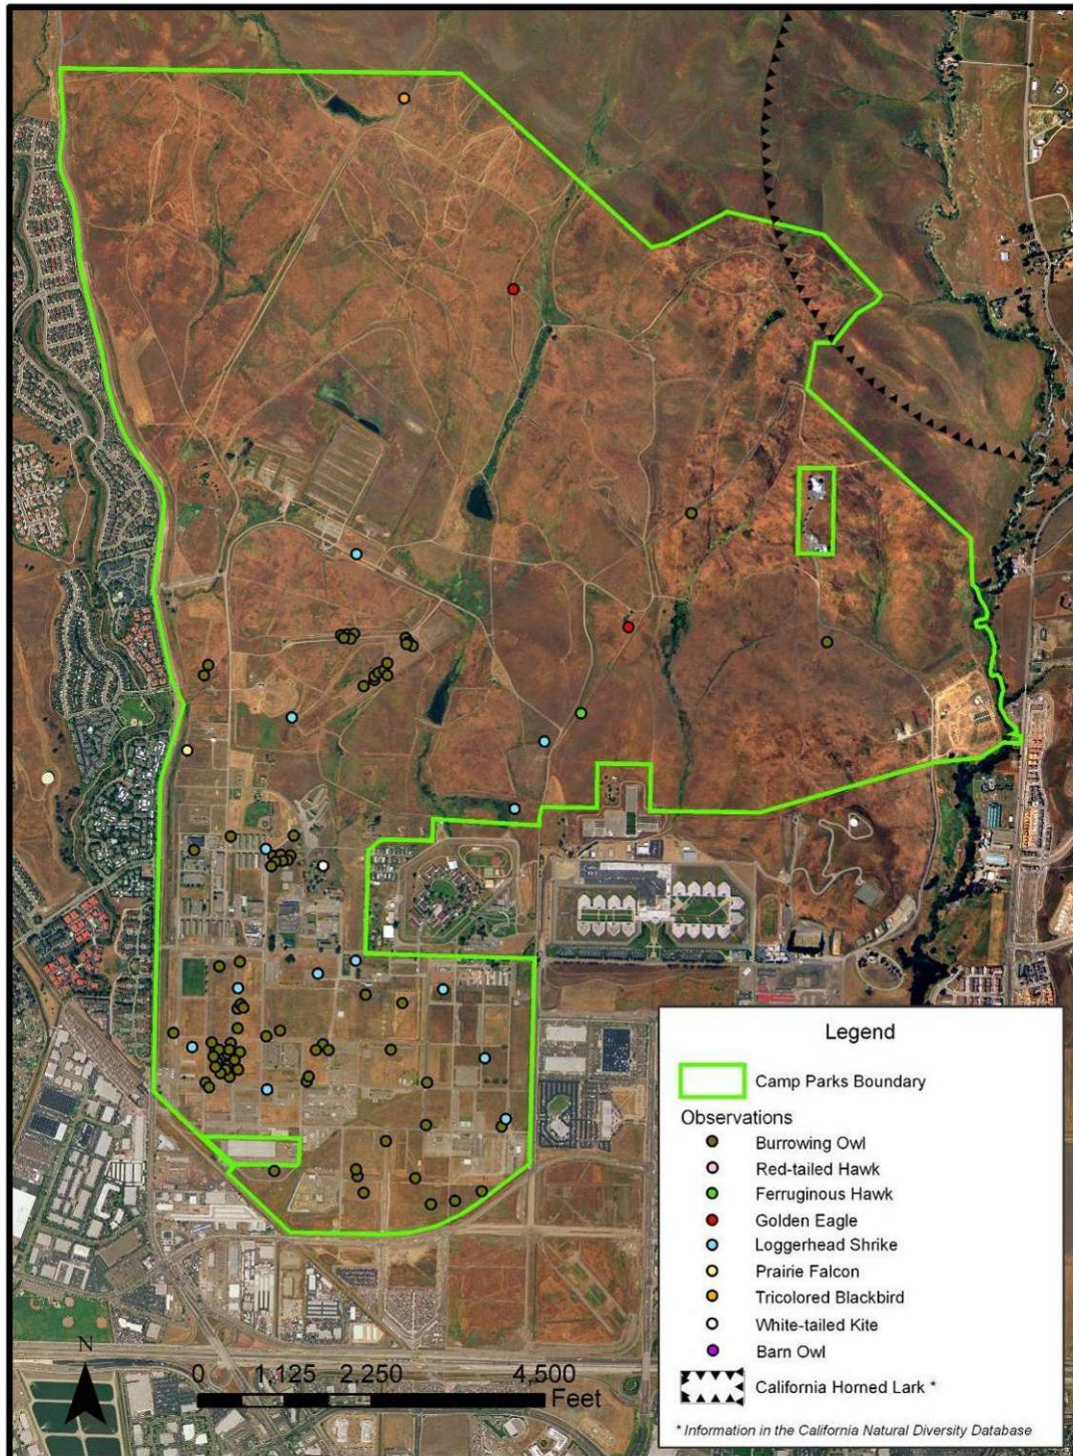 Legend
Camp Parks Boundary
Observations
Burrowing Owl
Red-tailed Hawk
Ferruginous Hawk
Golden Eagle
Loggerhead Shrike
Prairie Falcon
Tricolored Blackbird
White-tailed Kite
Barn Owl
California Horned Lark *
* Information in the California Natural Diversity Database
N
0 1,125 2,250 4,500
Feet